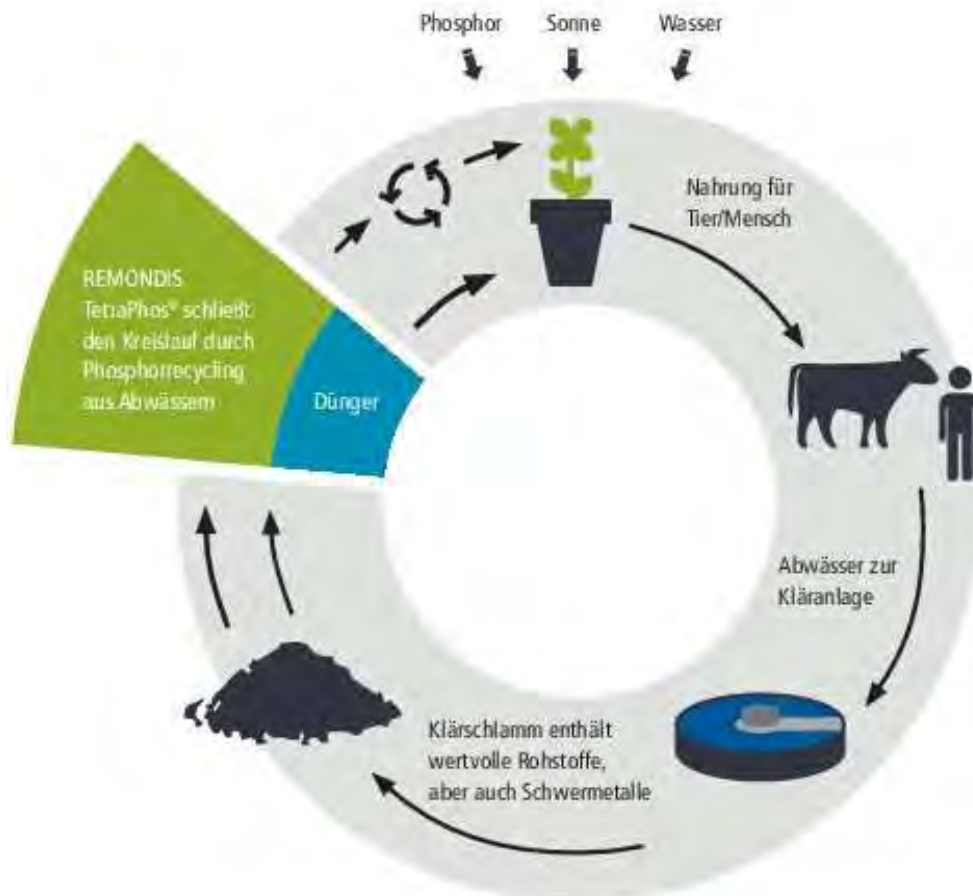 Phosphor
Sonne
Wasser
Nahrung für
Tier/Mensch
REMONDIS
TetraPhos® schließt
den Kreislauf durch
Phosphorrecycling
aus Abwässern
Dünger
Abwässer zur
Kläranlage
Klärschlamm enthält
wertvolle Rohstoffe,
aber auch Schwermetalle